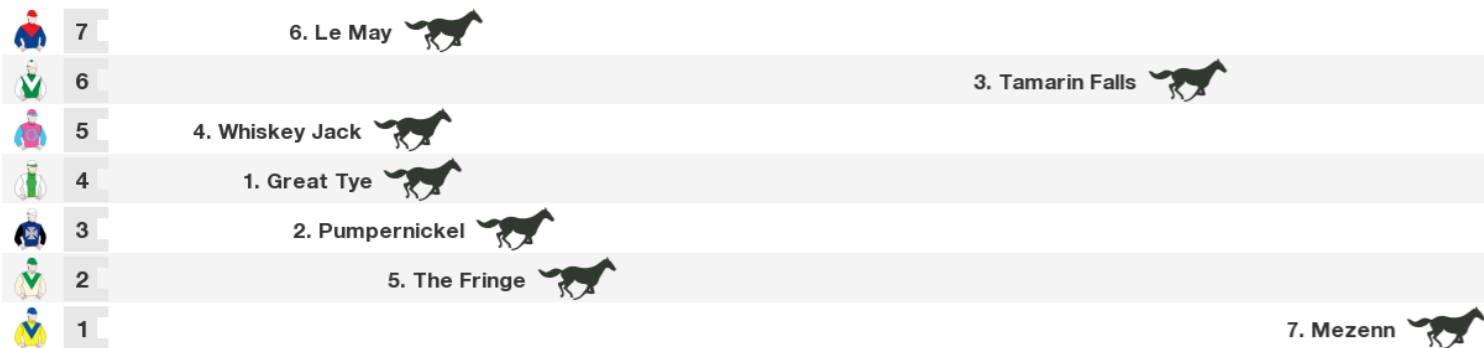 7 6. Le May
6 3. Tamarin Falls
5 4. Whiskey Jack
4 1. Great Tye
3 2. Pumpernickel
2 5. The Fringe
1 7. Mezenn